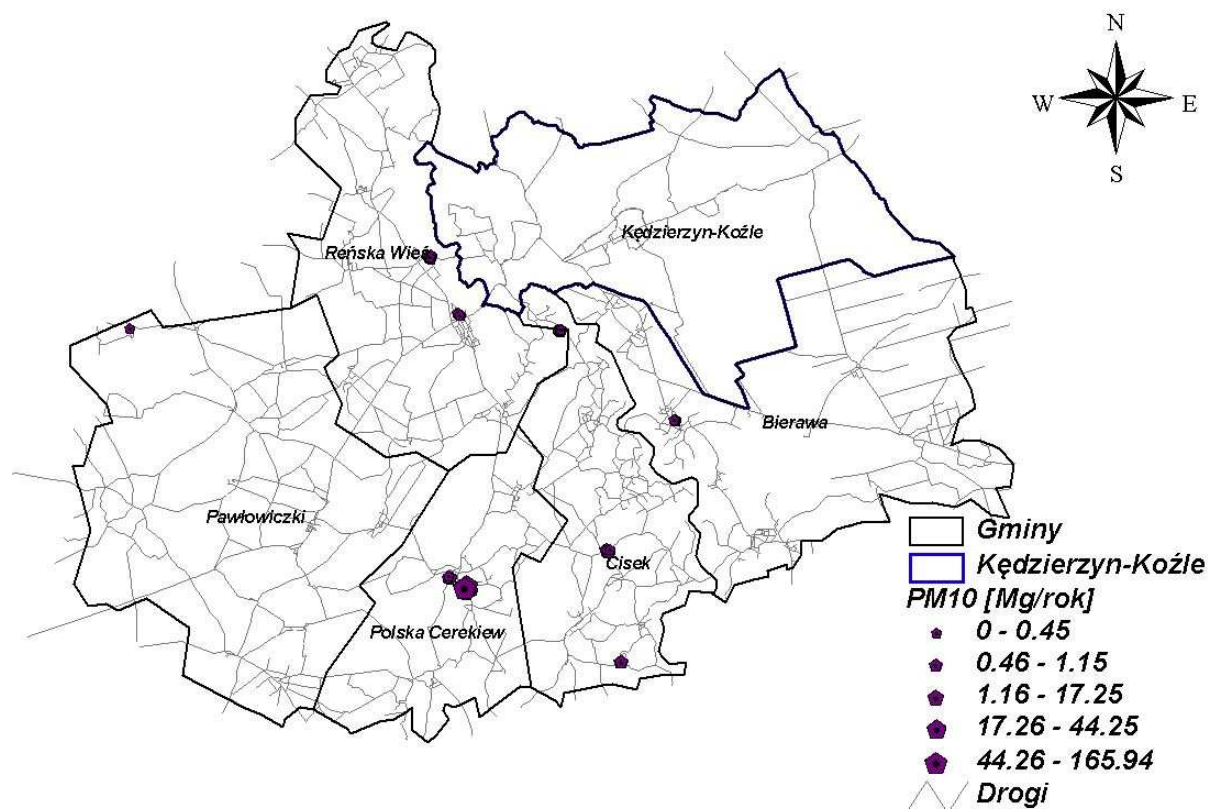 N
W E
S
Kędzierzyn-Koźle
Reńska Wieś
Bierawa
Pawłowiczki
Cisek
Polska Cerekiew
Gminy
Kędzierzyn-Koźle
PM10 [Mg/rok]
0 - 0.45
0.46 - 1.15
1.16 - 17.25
17.26 - 44.25
44.26 - 165.94
Drogi